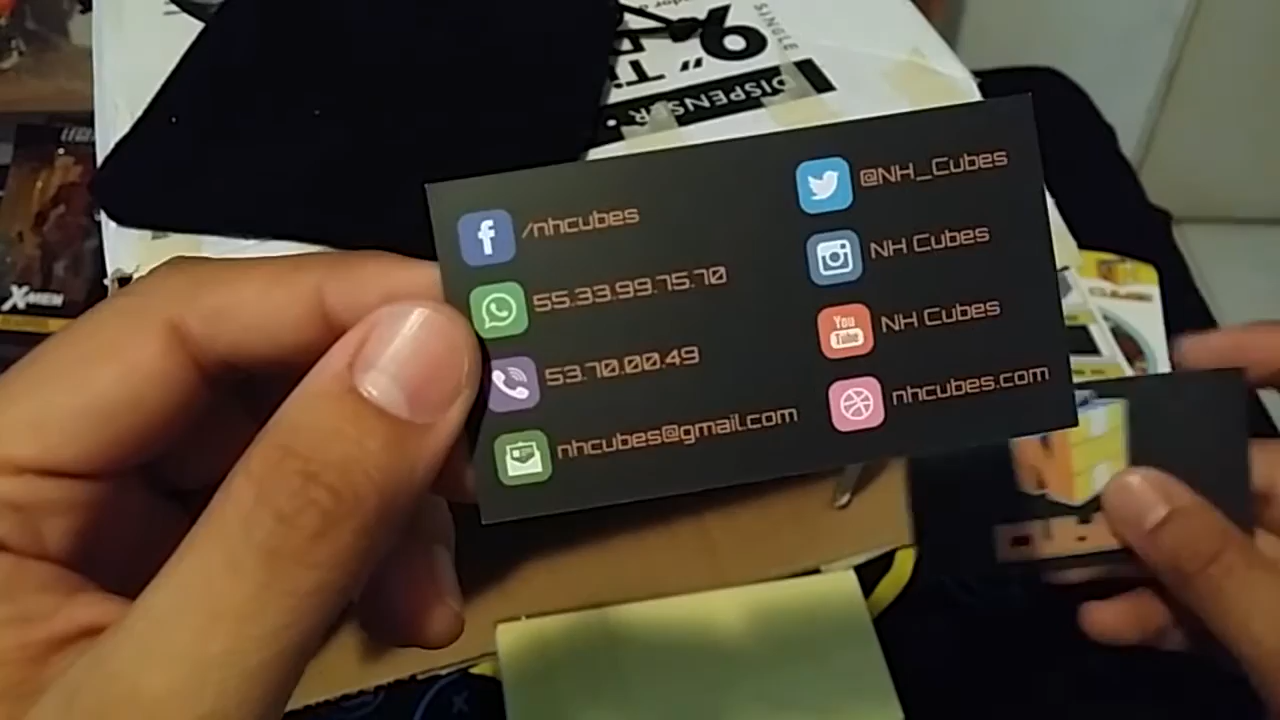 /nhcubes
55.33.99.75.70
53.70.00.49
nhcubes@gmail.com
@NH_Cubes
NH Cubes
You
Tube
NH Cubes
nhcubes.com
SINGLE
9"
DISPENSER
X-MEN